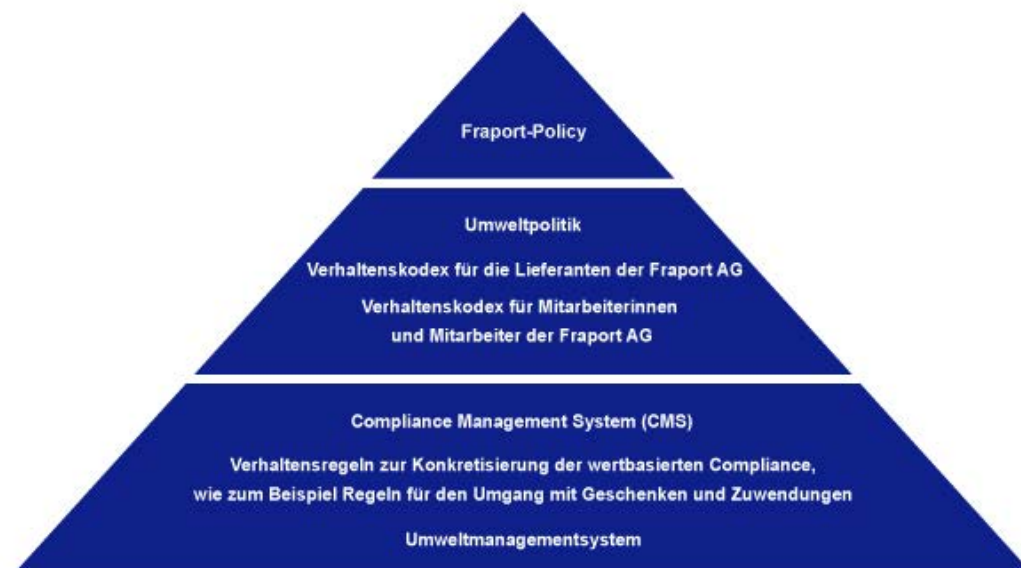 Fraport-Policy
Umweltpolitik
Verhaltenskodex für die Lieferanten der Fraport AG
Verhaltenskodex für Mitarbeiterinnen
und Mitarbeiter der Fraport AG
Compliance Management System (CMS)
Verhaltensregeln zur Konkretisierung der wertbasierten Compliance,
wie zum Beispiel Regeln für den Umgang mit Geschenken und Zuwendungen
Umweltmanagementsystem